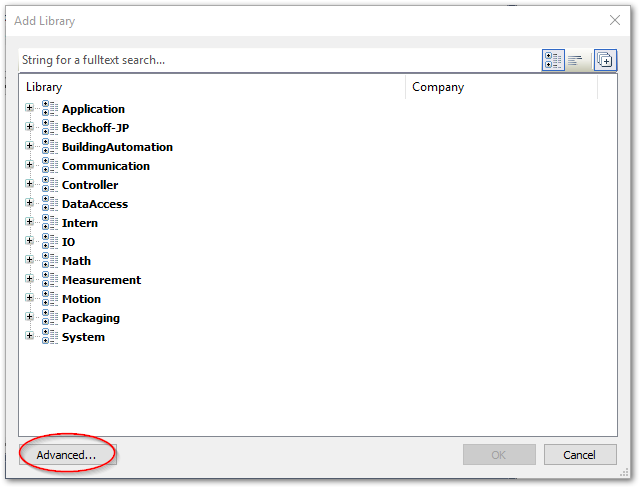 Add Library
String for a fulltext search...
Library Company
Application
Beckhoff-JP
BuildingAutomation
Communication
Controller
DataAccess
Intern
IO
Math
Measurement
Motion
Packaging
System
Advanced... OK Cancel